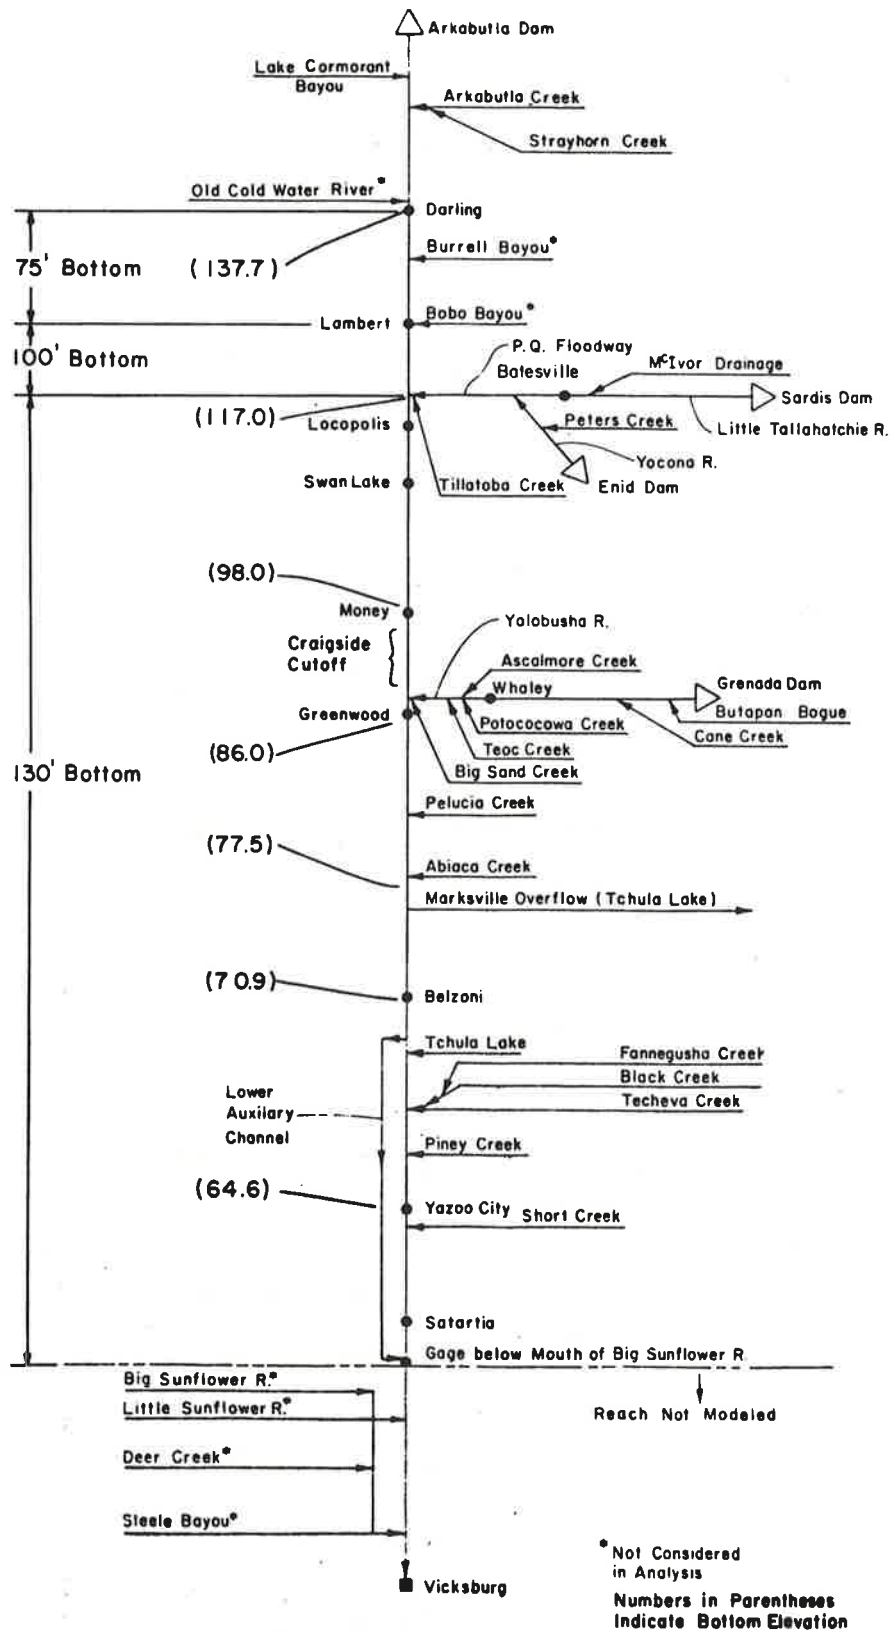 Arkabutla Dam
Lake Cormorant
Bayou
Arkabutla Creek
Strayhorn Creek
Old Cold Water River*
Darling
75' Bottom
(137.7)
Burrell Bayou*
Lambert
Bobo Bayou*
100' Bottom
P.Q. Floodway
Batesville
McIvor Drainage
(117.0)
Sardis Dam
Locopolis
Peters Creek
Little Tallahatchie R.
Yocona R.
Swan Lake
Tillatoba Creek
Enid Dam
(98.0)
Money
Yalobusha R.
Craigside
Cutoff
Ascalmore Creek
Whaley
Grenada Dam
Greenwood
Potococowa Creek
Butapan Bogue
(86.0)
Teoc Creek
Cane Creek
130' Bottom
Big Sand Creek
Pelucia Creek
(77.5)
Abiaca Creek
Marksville Overflow (Tchula Lake)
(70.9)
Belzoni
Tchula Lake
Fannegusha Creek
Black Creek
Techeva Creek
Lower
Auxilary
Channel
Piney Creek
(64.6)
Yazoo City
Short Creek
Satartia
Gage below Mouth of Big Sunflower R.
Big Sunflower R.*
Little Sunflower R.*
Reach Not Modeled
Deer Creek*
Steele Bayou*
*Not Considered
in Analysis
Vicksburg
Numbers in Parentheses
Indicate Bottom Elevation